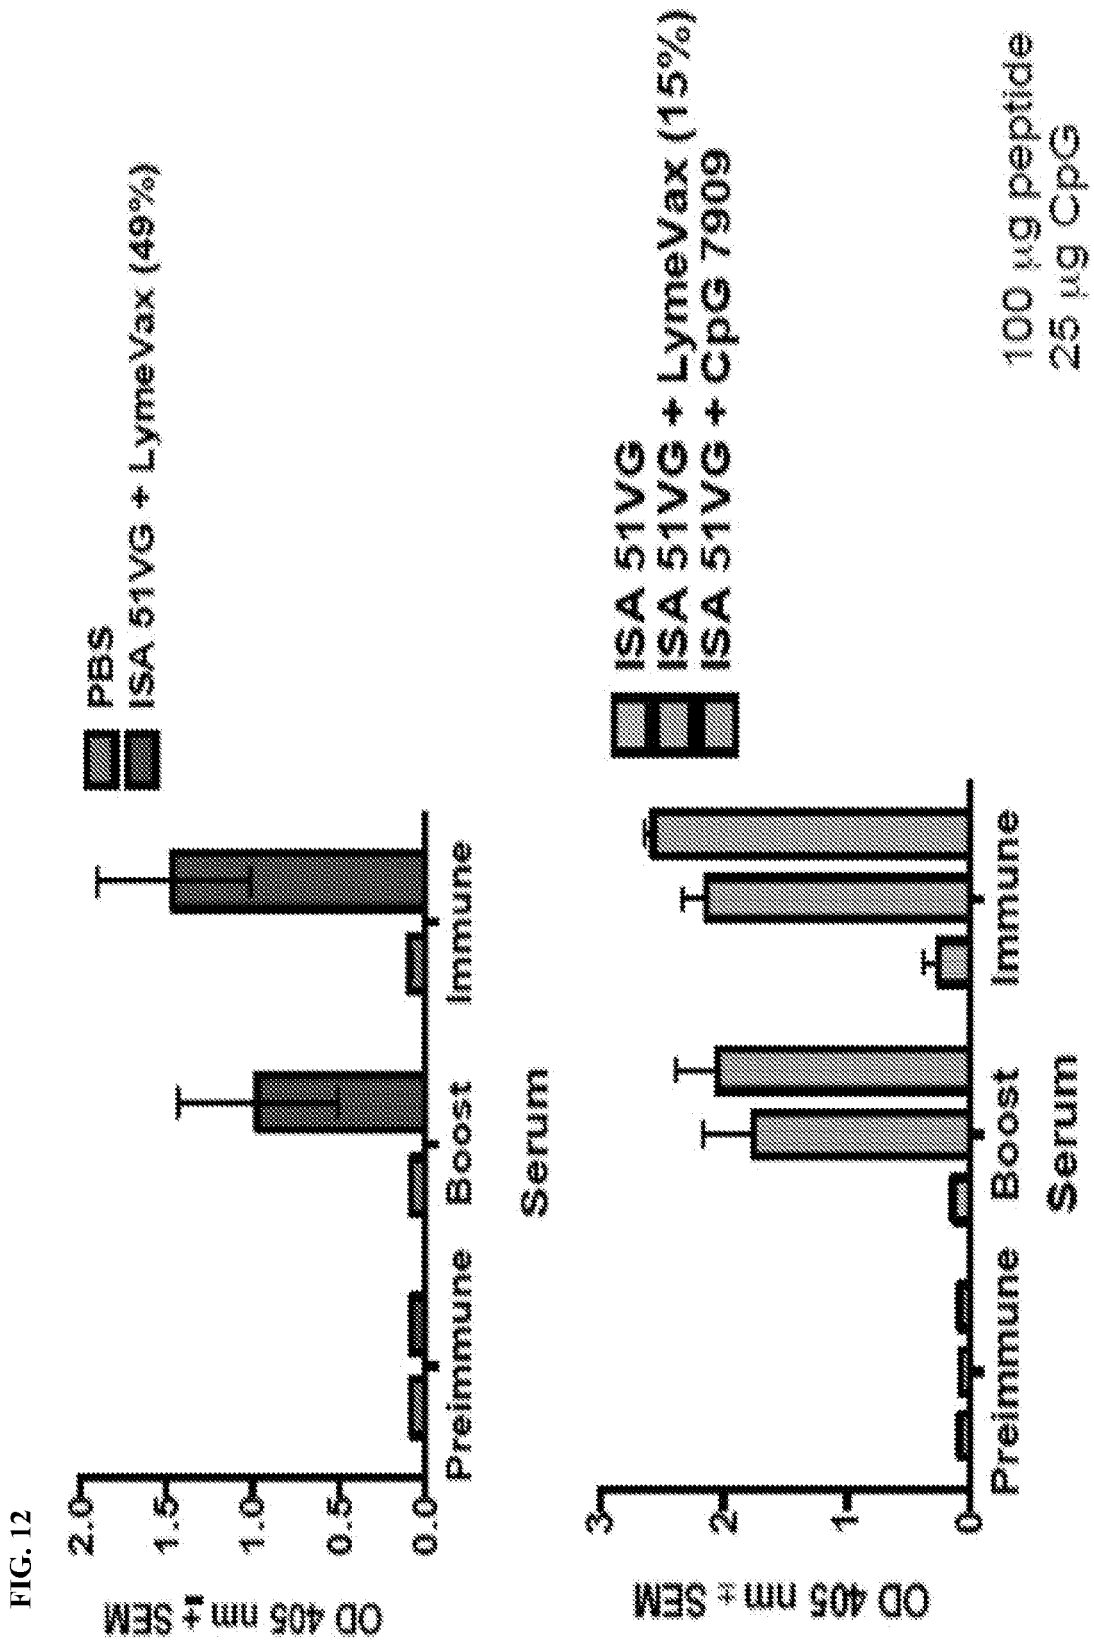 FIG. 12
PBS
ISA 51VG + LymeVax (49%)
OD 405 nm ± SEM
2.0
1.5
1.0
0.5
0.0
Preimmune
Boost
Immune
Serum
ISA 51VG
ISA 51VG + LymeVax (15%)
ISA 51VG + CpG 7909
OD 405 nm ± SEM
3
2
1
0
Preimmune
Boost
Immune
Serum
100 µg peptide
25 µg CpG